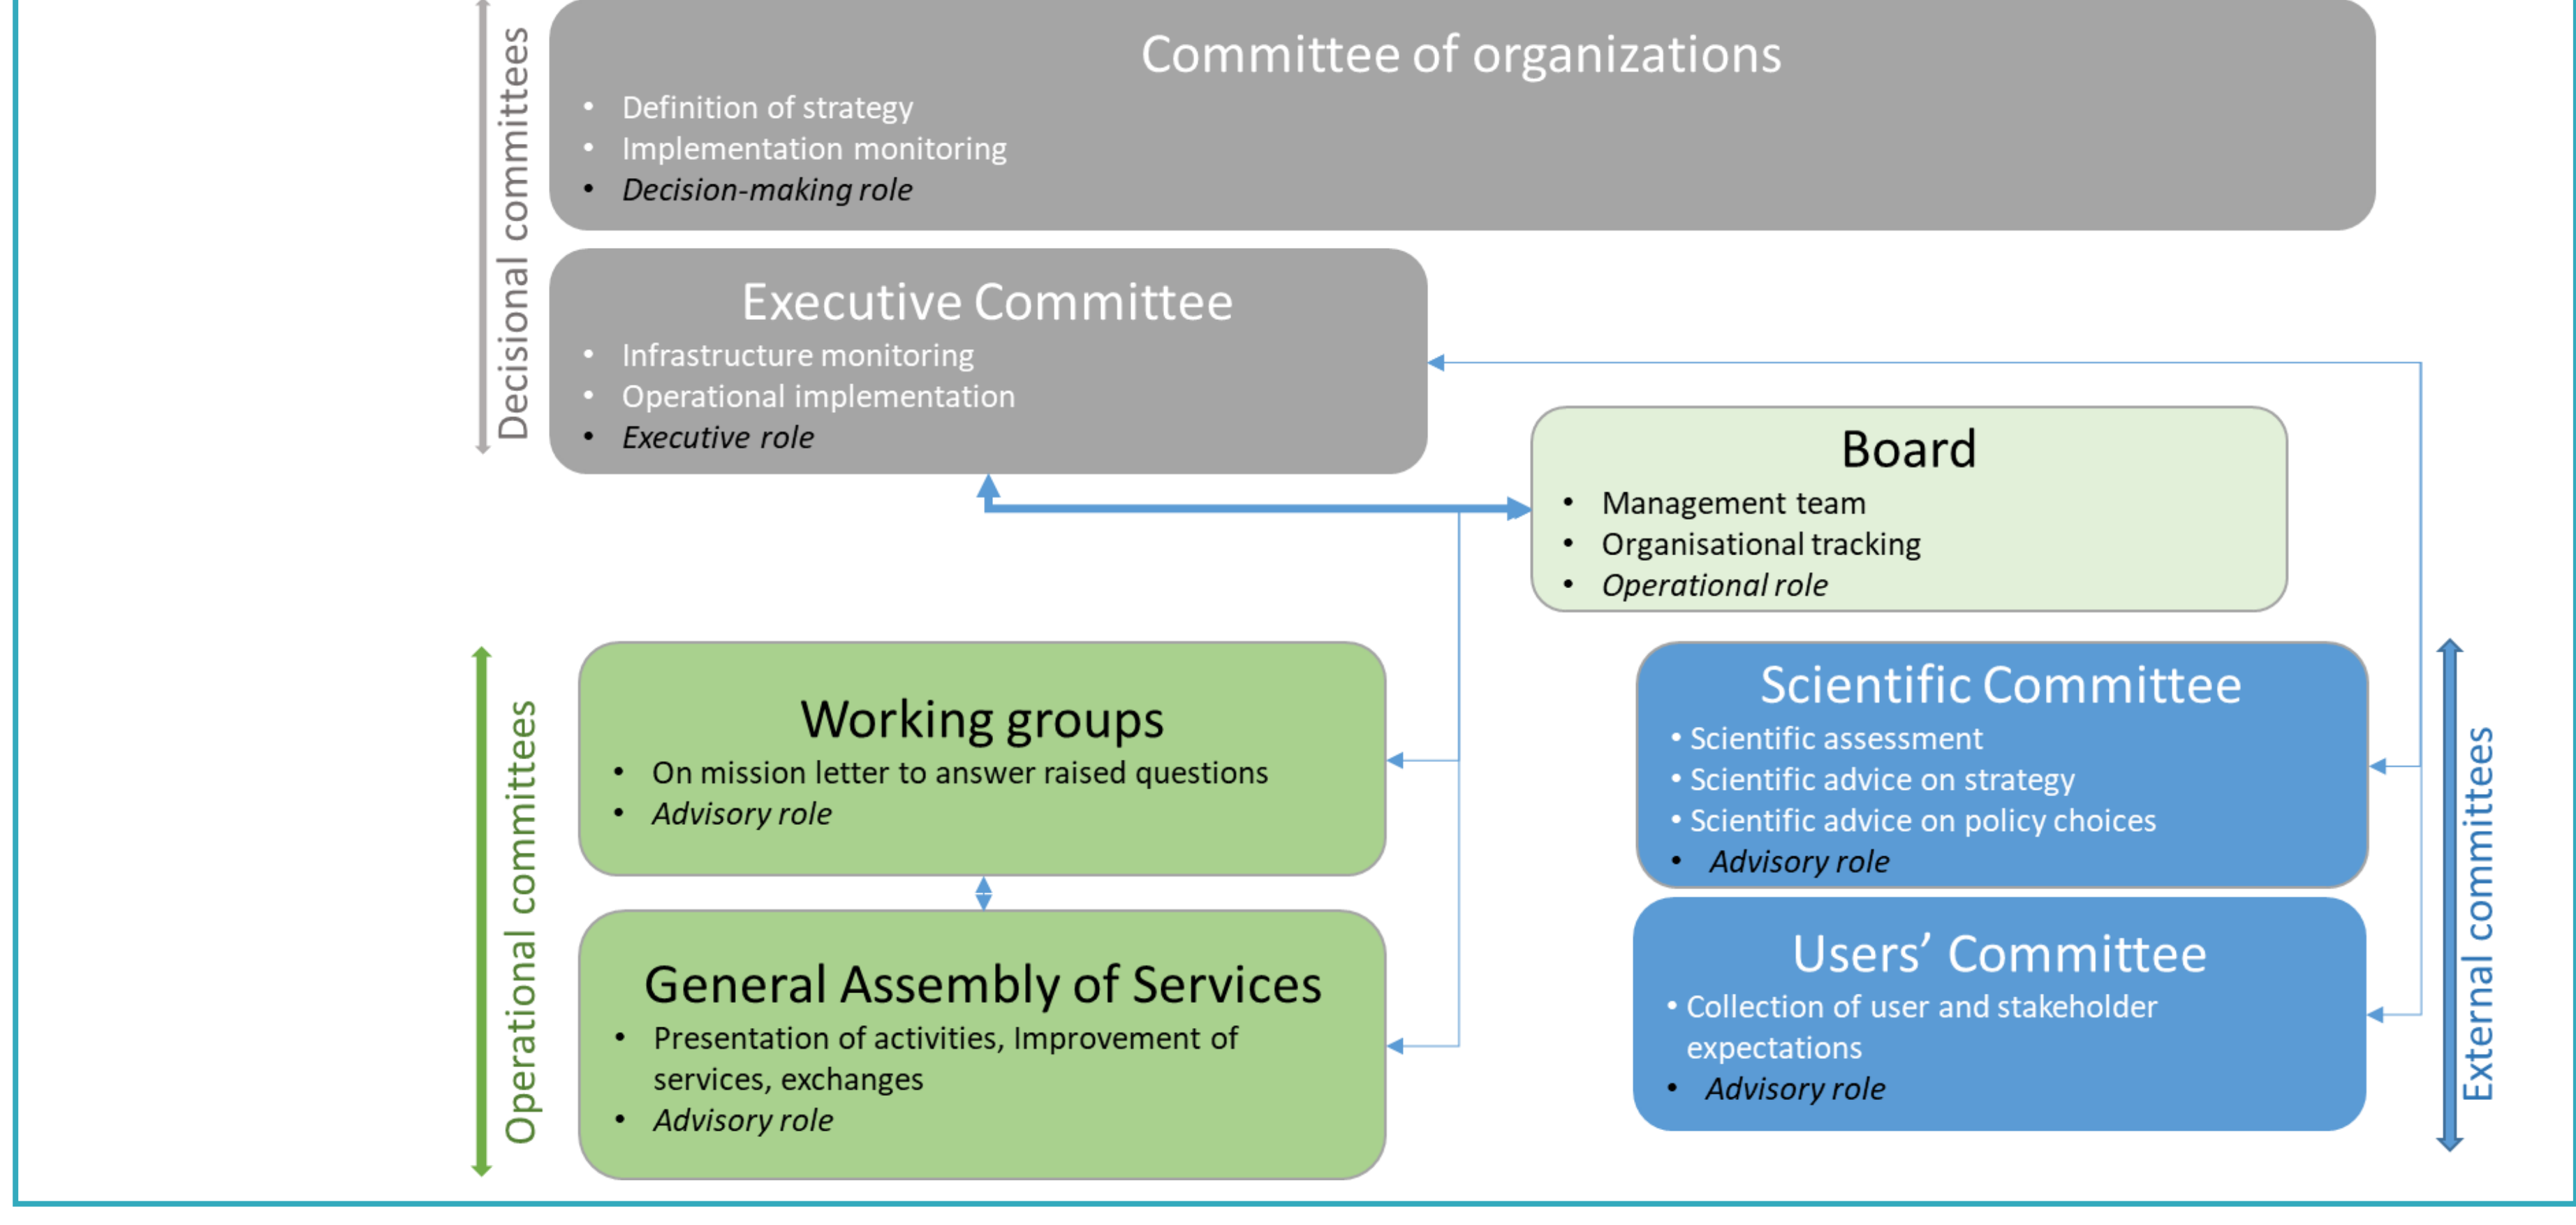 Decisional committees
Committee of organizations
• Definition of strategy
• Implementation monitoring
• Decision-making role
Executive Committee
• Infrastructure monitoring
• Operational implementation
• Executive role
Board
• Management team
• Organisational tracking
• Operational role
Operational committees
Working groups
• On mission letter to answer raised questions
• Advisory role
General Assembly of Services
• Presentation of activities, Improvement of
services, exchanges
• Advisory role
Scientific Committee
• Scientific assessment
• Scientific advice on strategy
• Scientific advice on policy choices
• Advisory role
Users’ Committee
• Collection of user and stakeholder
expectations
• Advisory role
External committees